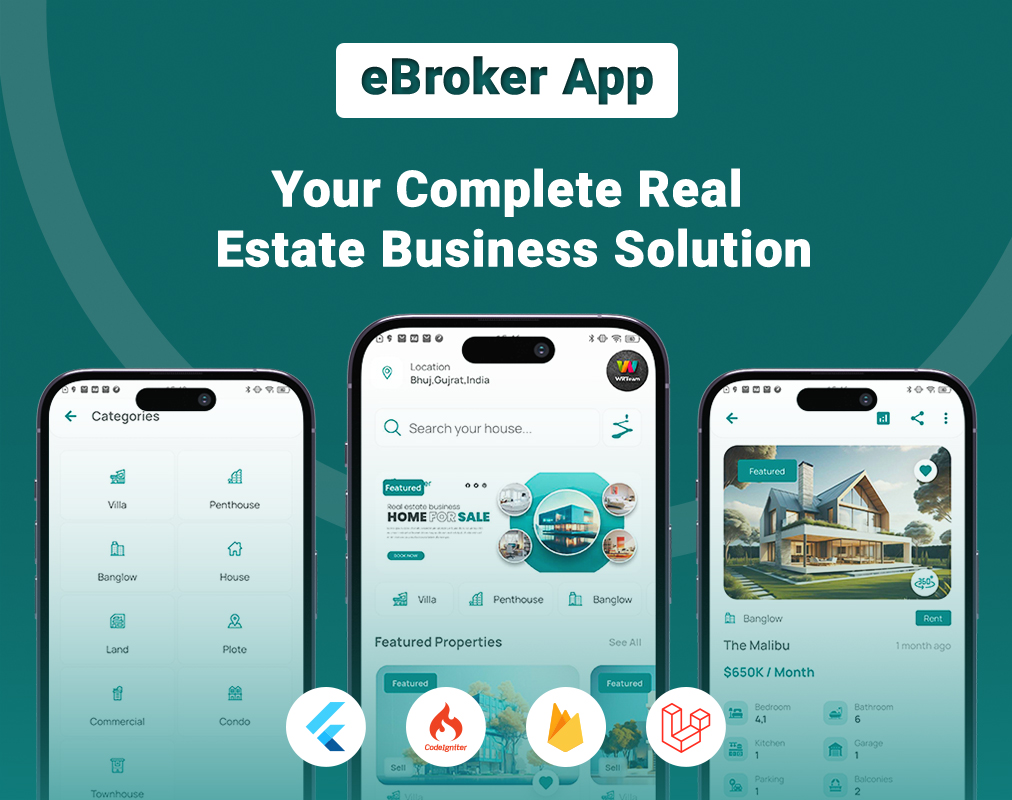 eBroker App
Your Complete Real
Estate Business Solution
Categories
Villa
Penthouse
Banglow
House
Land
Plote
Commercial
Condo
Townhouse
Location
Bhuj,Gujrat,India
WRTeam
Search your house...
Featured
Real estate business
HOME FOR SALE
BOOK NOW
Villa
Penthouse
Banglow
Featured Properties
See All
Featured
Featured
Sell
Sell
Villa
CodeIgniter
Featured
360°
Banglow
Rent
The Malibu
1 month ago
$650K / Month
Bedroom
4,1
Bathroom
6
Kitchen
1
Garage
1
Parking
1
Balconies
2